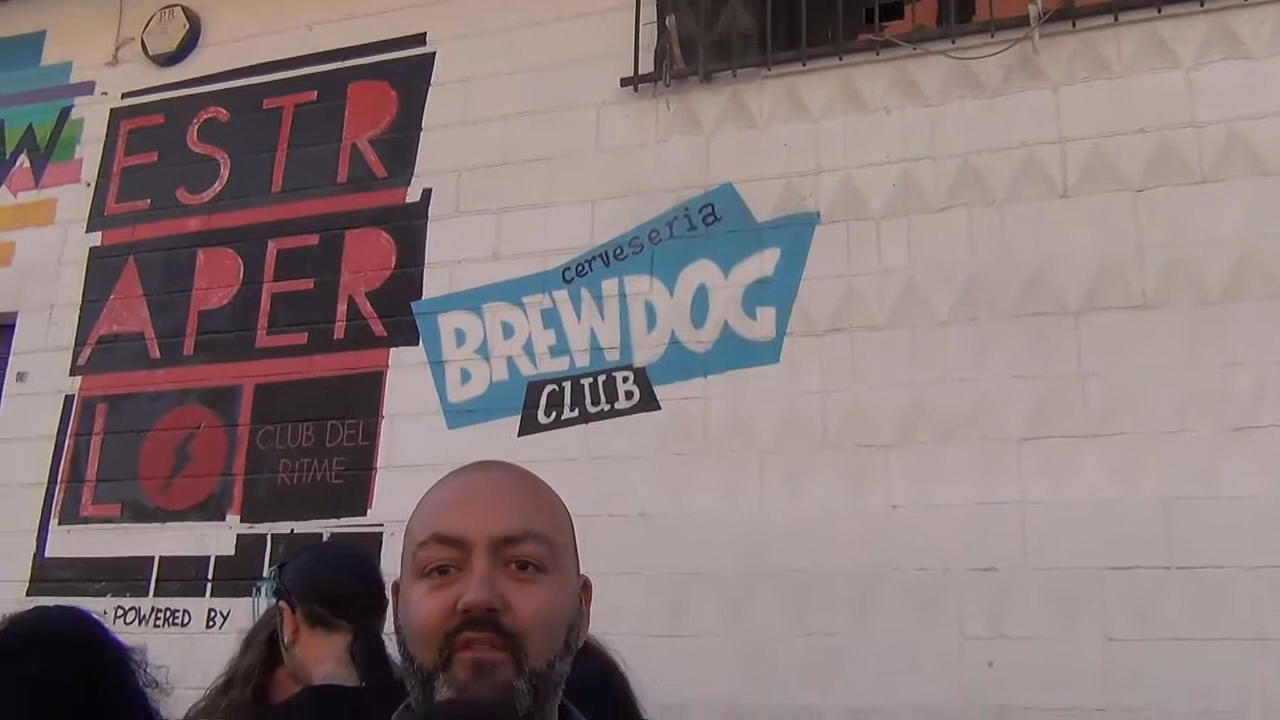 W
ESTR
APER
LO
CLUB DEL
RITME
POWERED BY
cerveseria
BREWDOG
CLUB